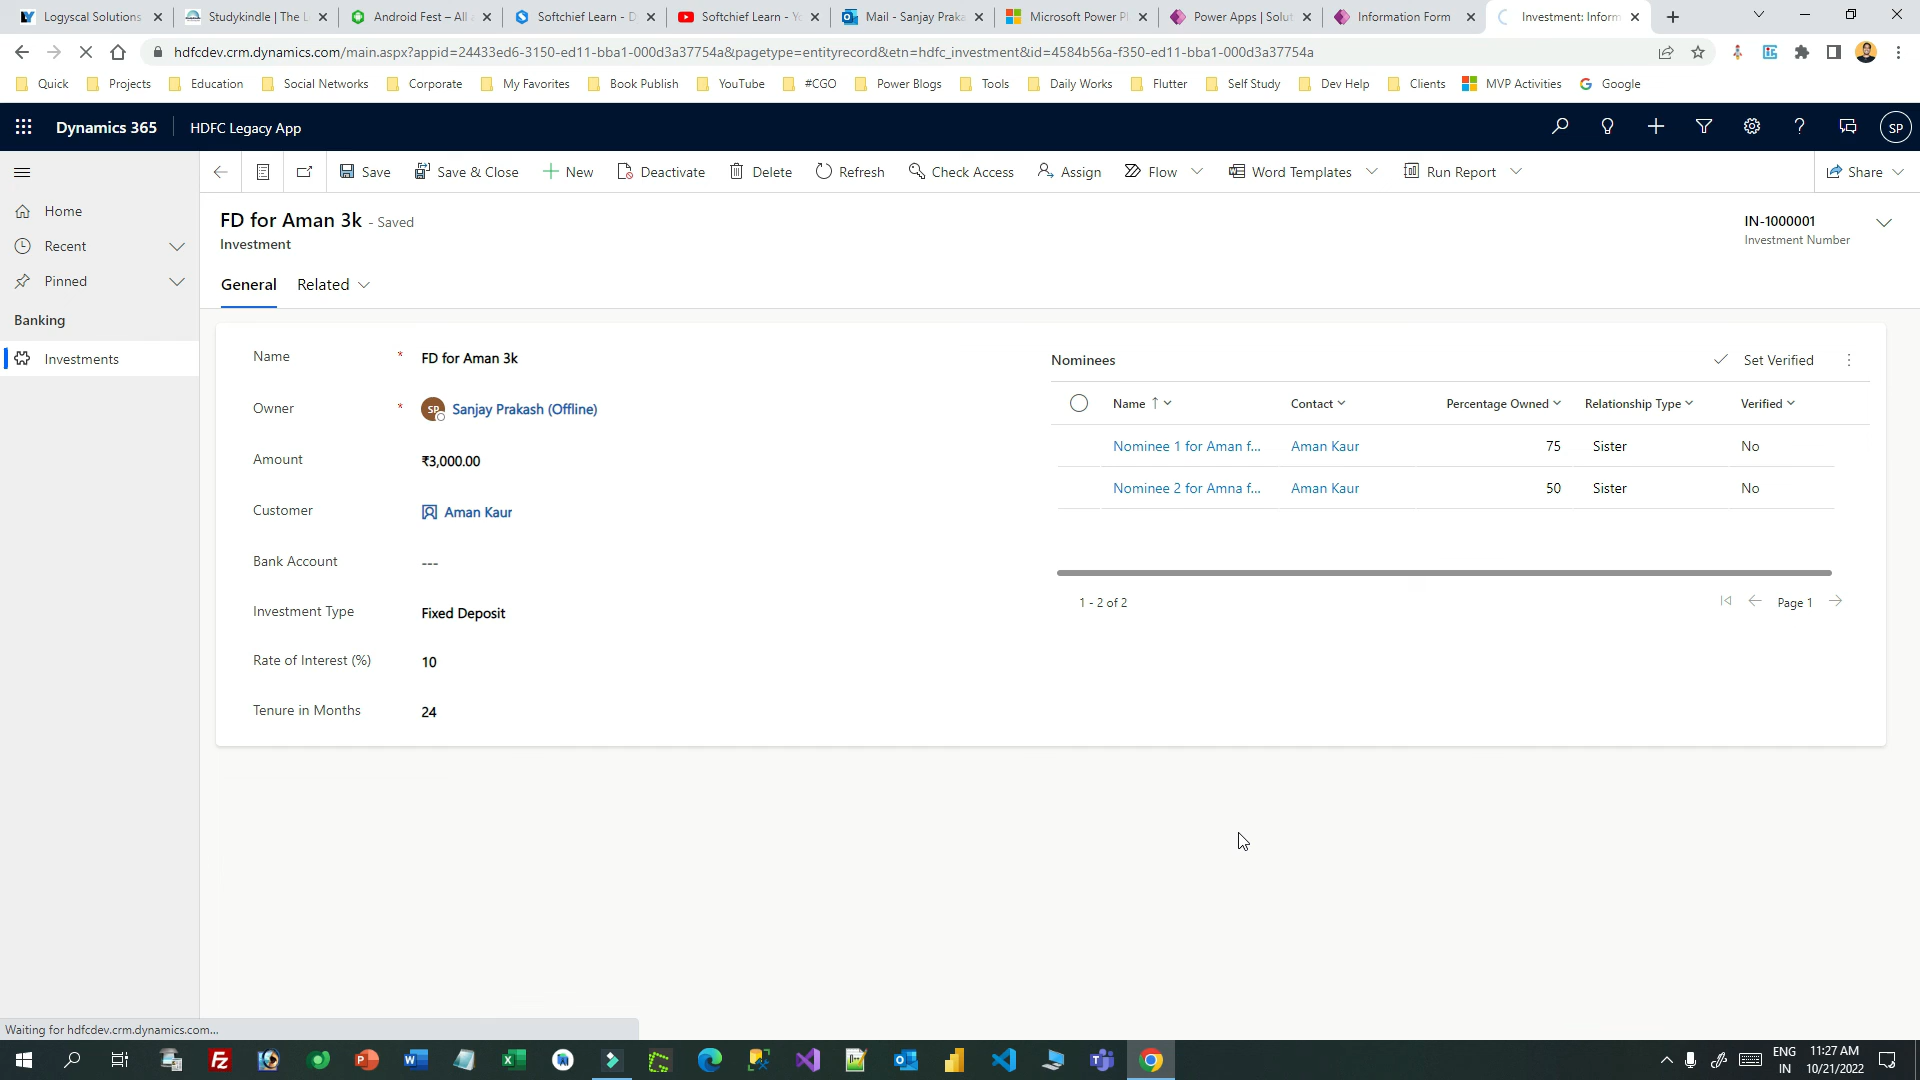 Logyscal Solutions
Studykindle | The L
Android Fest – All a
Softchief Learn - D
Softchief Learn - Yo
Mail - Sanjay Praka
Microsoft Power Pl
Power Apps | Solut
Information Form
Investment: Inform
hdfcdev.crm.dynamics.com/main.aspx?appid=24433ed6-3150-ed11-bba1-000d3a37754a&pagetype=entityrecord&etn=hdfc_investment&id=4584b56a-f350-ed11-bba1-000d3a37754a
Quick
Projects
Education
Social Networks
Corporate
My Favorites
Book Publish
YouTube
#CGO
Power Blogs
Tools
Daily Works
Flutter
Self Study
Dev Help
Clients
MVP Activities
Google
Dynamics 365
HDFC Legacy App
SP
Save
Save & Close
New
Deactivate
Delete
Refresh
Check Access
Assign
Flow
Word Templates
Run Report
Share
Home
Recent
Pinned
Banking
Investments
FD for Aman 3k - Saved
Investment
IN-1000001
Investment Number
General
Related
Name * FD for Aman 3k
Owner * SP Sanjay Prakash (Offline)
Amount ₹3,000.00
Customer Aman Kaur
Bank Account ---
Investment Type Fixed Deposit
Rate of Interest (%) 10
Tenure in Months 24
Nominees
Set Verified
Name ↑ Contact Percentage Owned Relationship Type Verified
Nominee 1 for Aman f... Aman Kaur 75 Sister No
Nominee 2 for Amna f... Aman Kaur 50 Sister No
1 - 2 of 2
Page 1
Waiting for hdfcdev.crm.dynamics.com...
ENG
IN
11:27 AM
10/21/2022